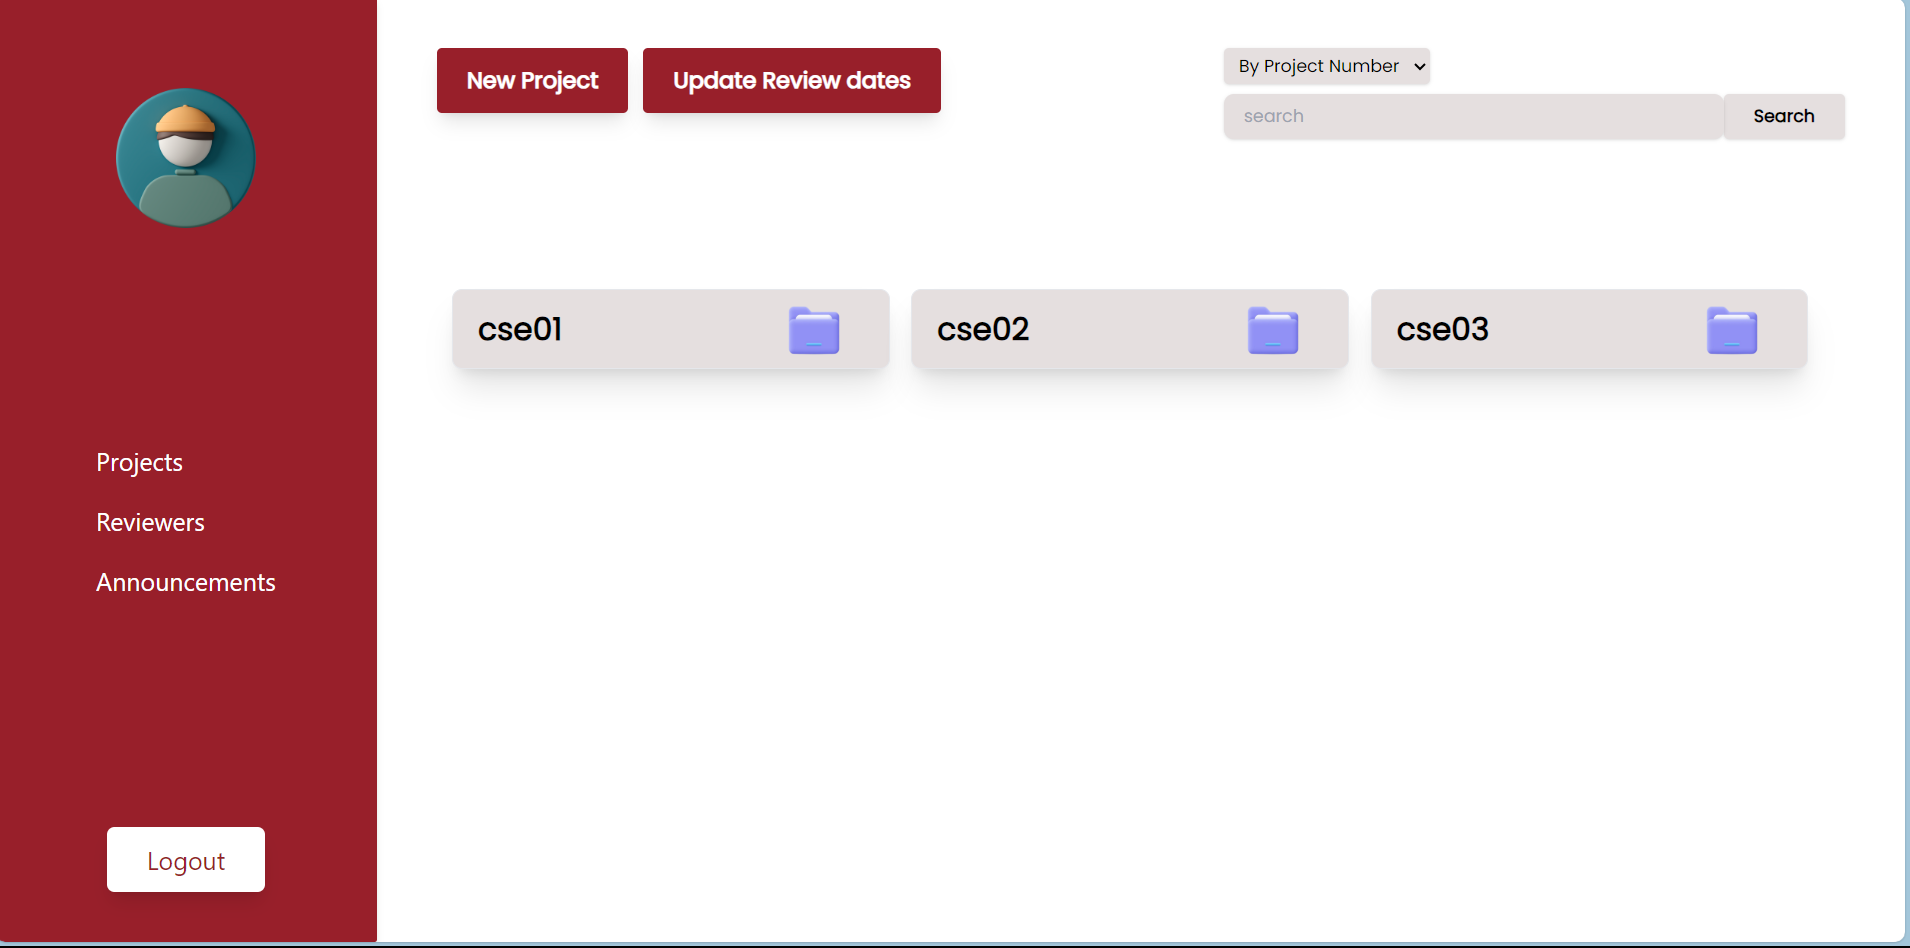 New Project
Update Review dates
By Project Number
search
Search
cse01
cse02
cse03
Projects
Reviewers
Announcements
Logout